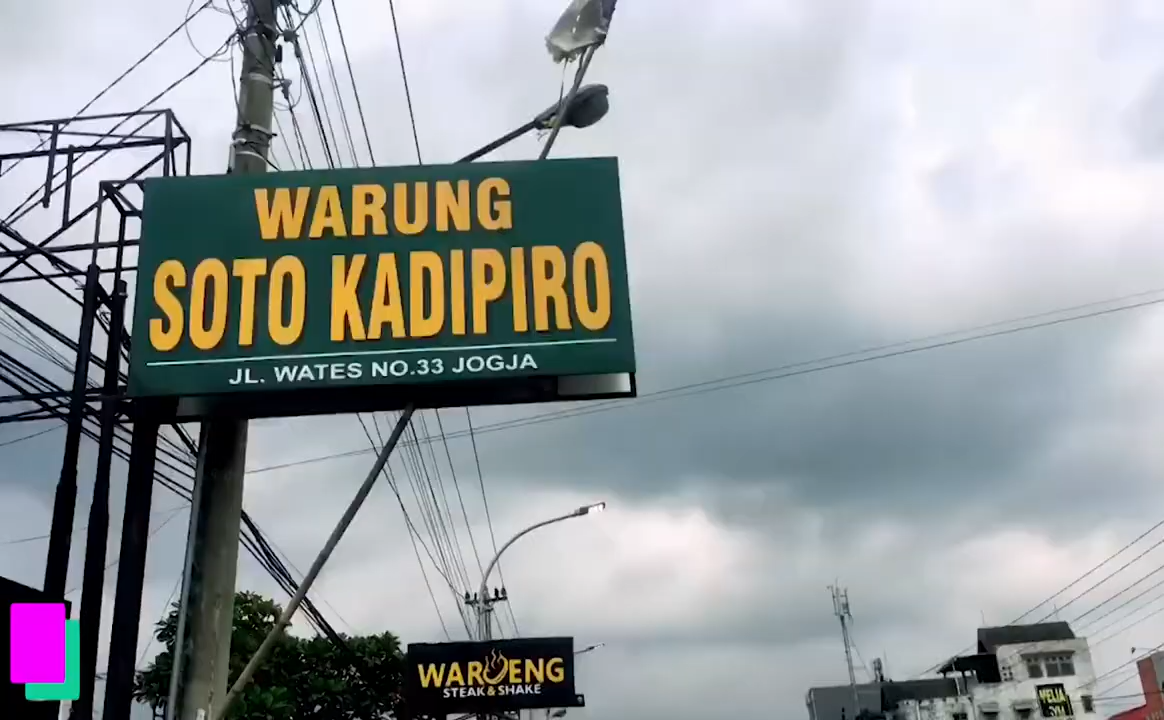 WARUNG
SOTO KADIPIRO
JL. WATES NO.33 JOGJA
WAROENG
STEAK & SHAKE